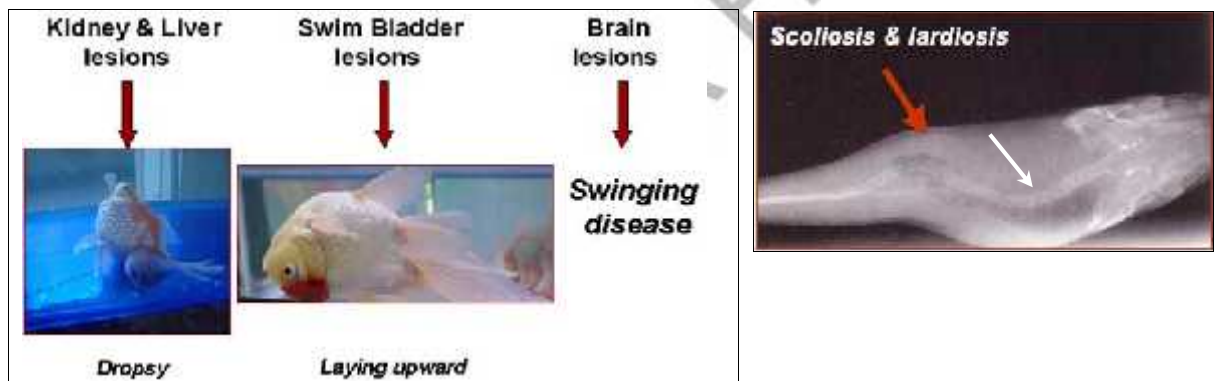 Kidney & Liver
lesions
Swim Bladder
lesions
Brain
lesions
Swinging
disease
Dropsy
Laying upward
Scoliosis & lardiosis